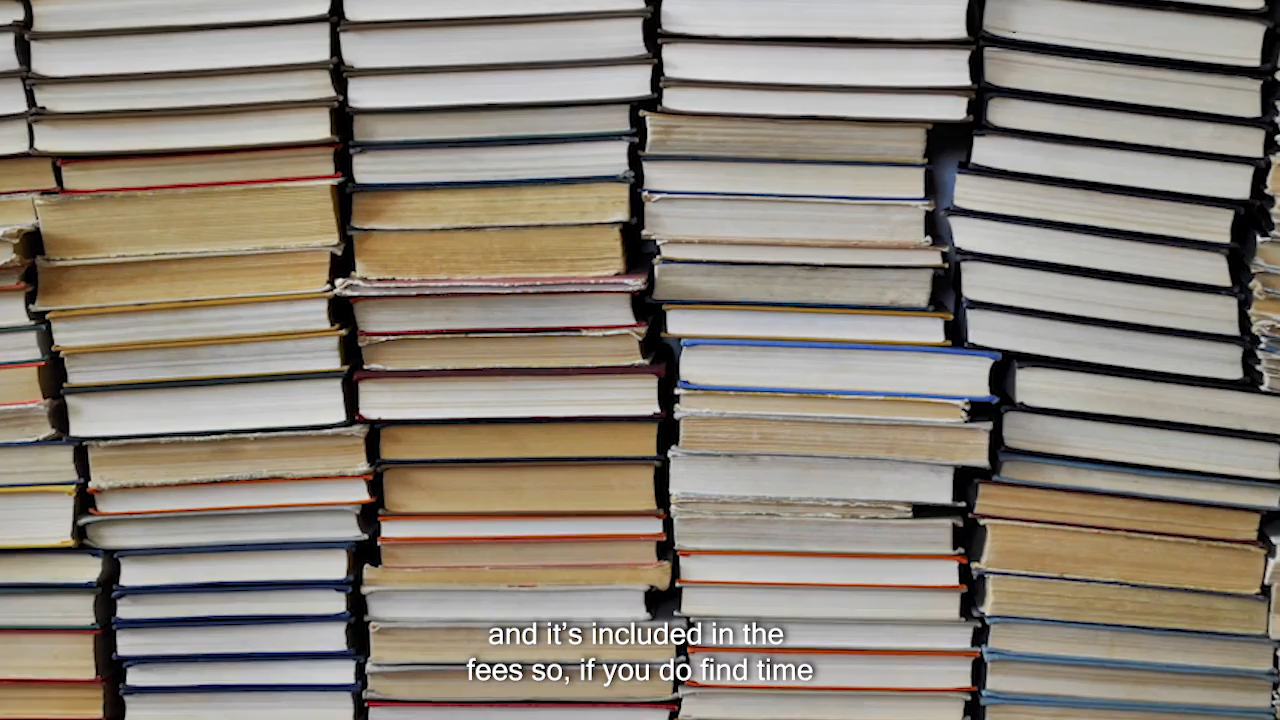 and it’s included in the
fees so, if you do find time